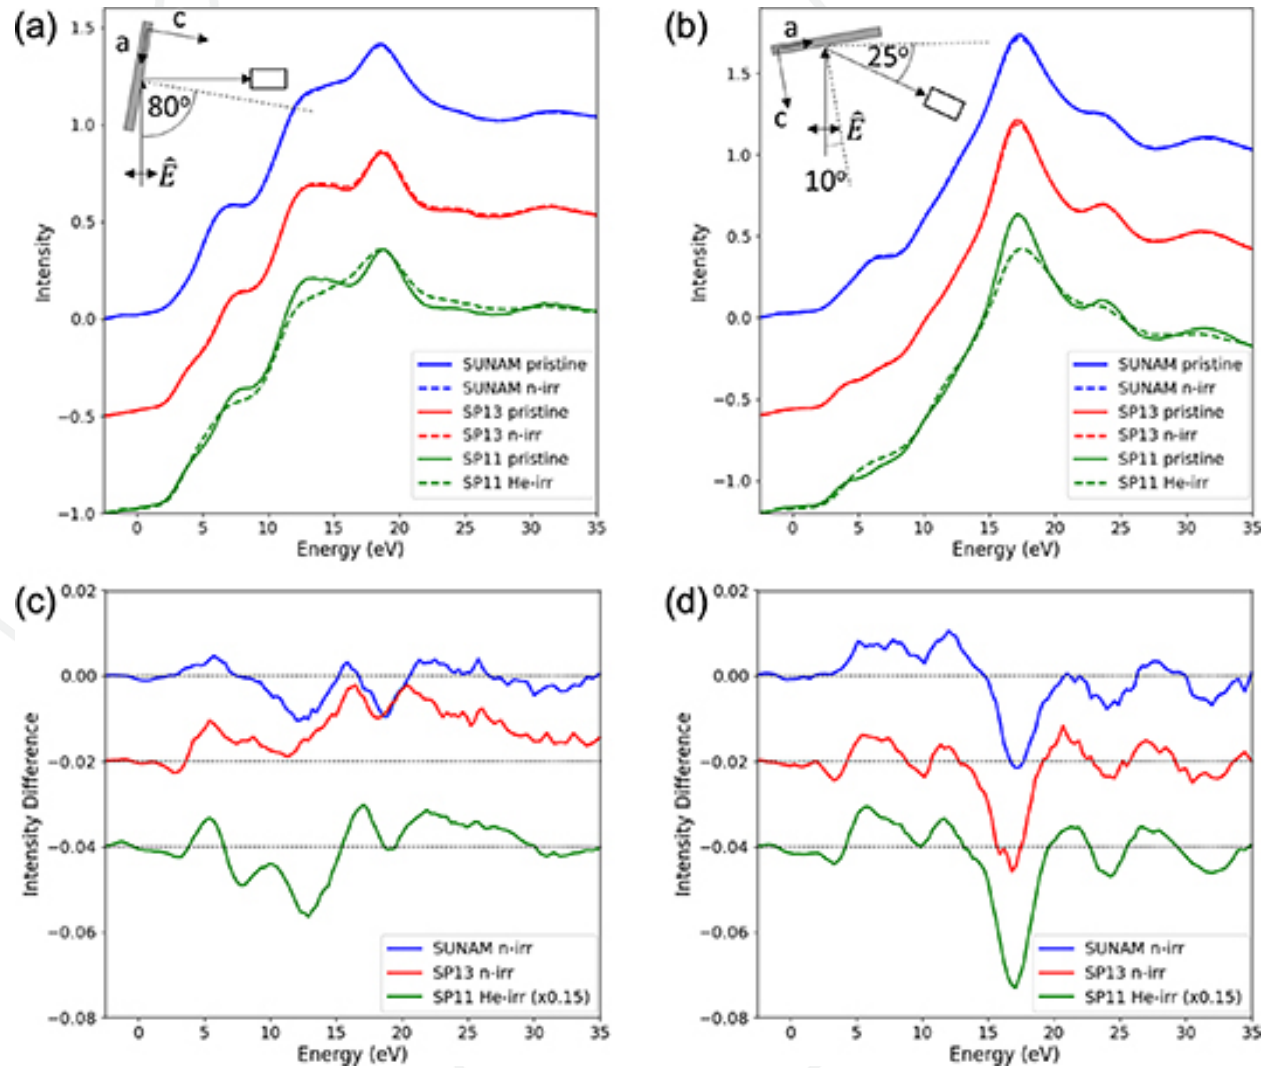 (a)
1.5
1.0
0.5
0.0
−0.5
−1.0
Intensity
c
a
80º
Ê
SUNAM pristine
SUNAM n-irr
SP13 pristine
SP13 n-irr
SP11 pristine
SP11 He-irr
0 5 10 15 20 25 30 35
Energy (eV)
(b)
1.5
1.0
0.5
0.0
−0.5
−1.0
Intensity
a
25º
c
Ê
10º
SUNAM pristine
SUNAM n-irr
SP13 pristine
SP13 n-irr
SP11 pristine
SP11 He-irr
0 5 10 15 20 25 30 35
Energy (eV)
(c)
0.02
0.00
−0.02
−0.04
−0.06
−0.08
Intensity Difference
SUNAM n-irr
SP13 n-irr
SP11 He-irr (x0.15)
0 5 10 15 20 25 30 35
Energy (eV)
(d)
0.02
0.00
−0.02
−0.04
−0.06
−0.08
Intensity Difference
SUNAM n-irr
SP13 n-irr
SP11 He-irr (x0.15)
0 5 10 15 20 25 30 35
Energy (eV)